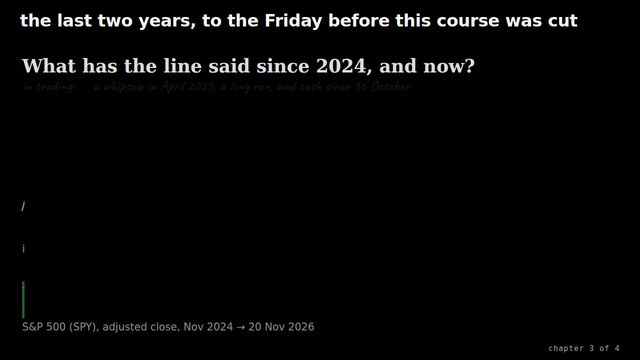 the last two years, to the Friday before this course was cut
What has the line said since 2024, and now?
in trading: a whipsaw in April 2025, a long run, and cash since 16 October
S&P 500 (SPY), adjusted close, Nov 2024 → 20 Nov 2026
chapter 3 of 4